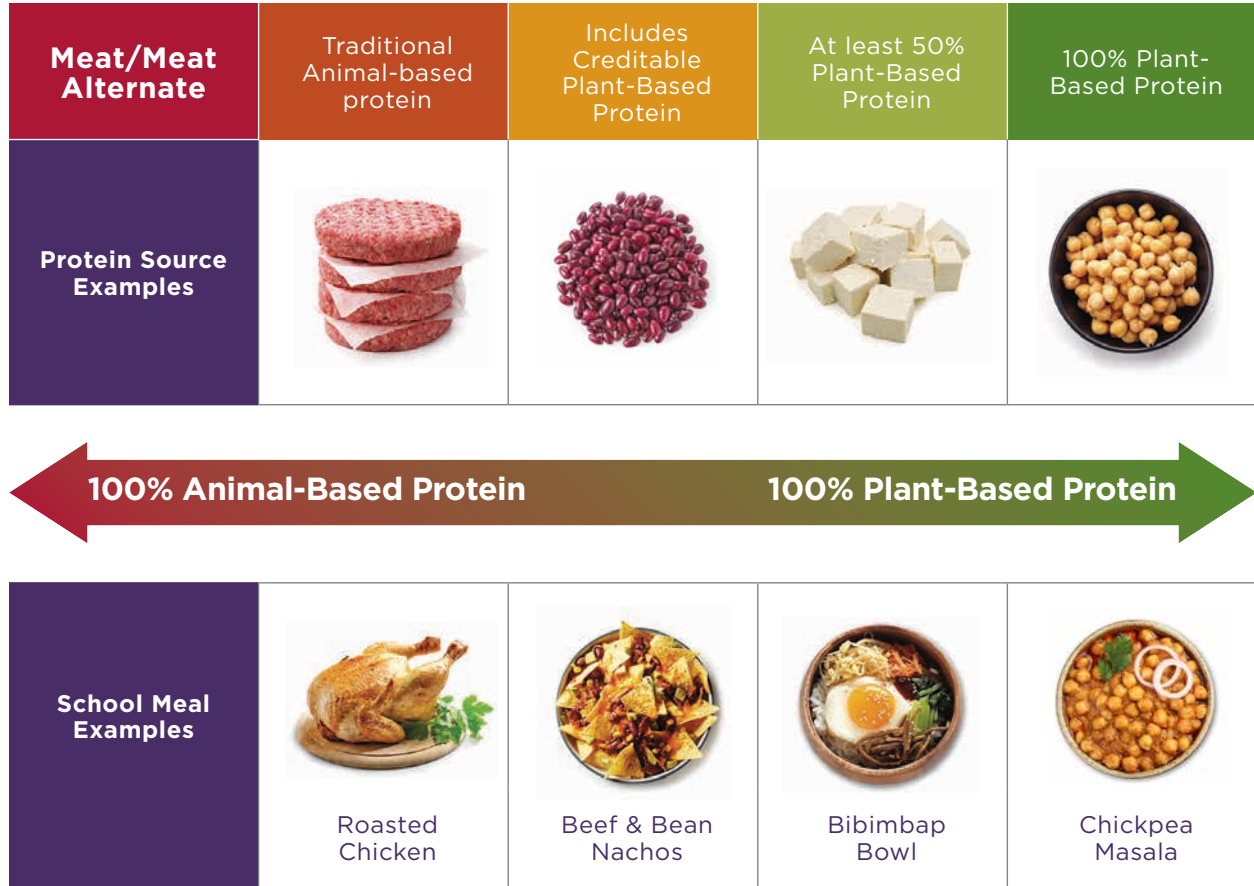 Meat/Meat
Alternate
Traditional
Animal-based
protein
Includes
Creditable
Plant-Based
Protein
At least 50%
Plant-Based
Protein
100% Plant-
Based Protein
Protein Source
Examples
100% Animal-Based Protein
100% Plant-Based Protein
School Meal
Examples
Roasted
Chicken
Beef & Bean
Nachos
Bibimbap
Bowl
Chickpea
Masala